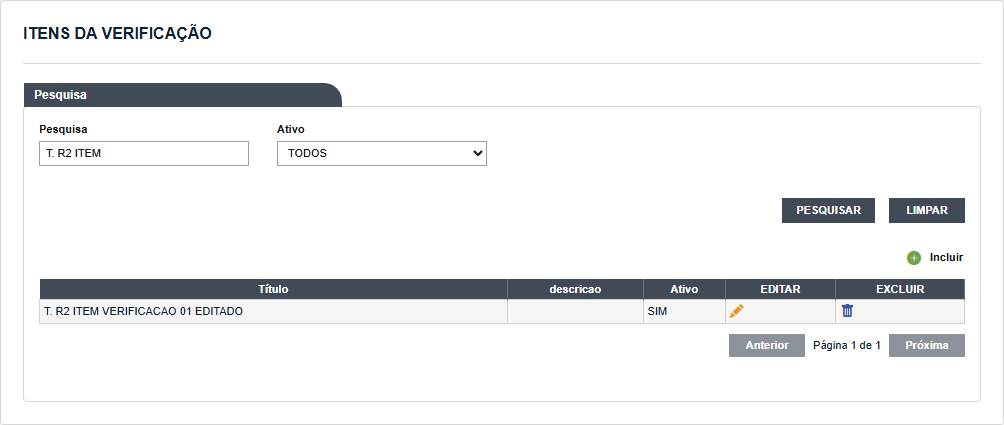 ITENS DA VERIFICAÇÃO
Pesquisa
Pesquisa Ativo
T. R2 ITEM TODOS
PESQUISAR LIMPAR
Incluir
Título descricao Ativo EDITAR EXCLUIR
T. R2 ITEM VERIFICACAO 01 EDITADO SIM
Anterior Página 1 de 1 Próxima